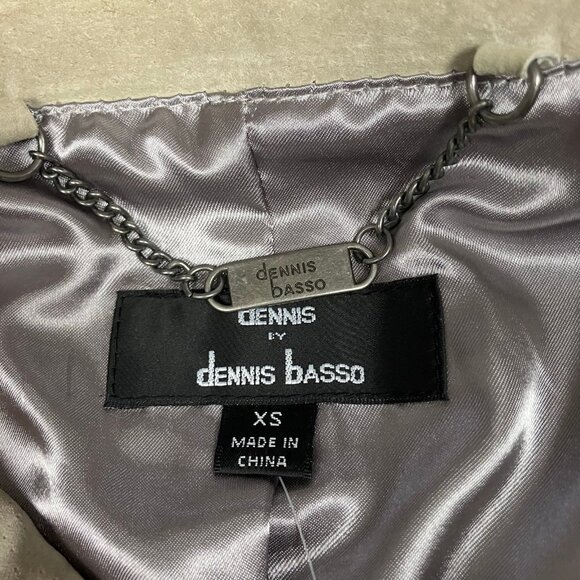 dENNIS
basso
dENNIS
BY
dENNIS basso
XS
MADE IN
CHINA